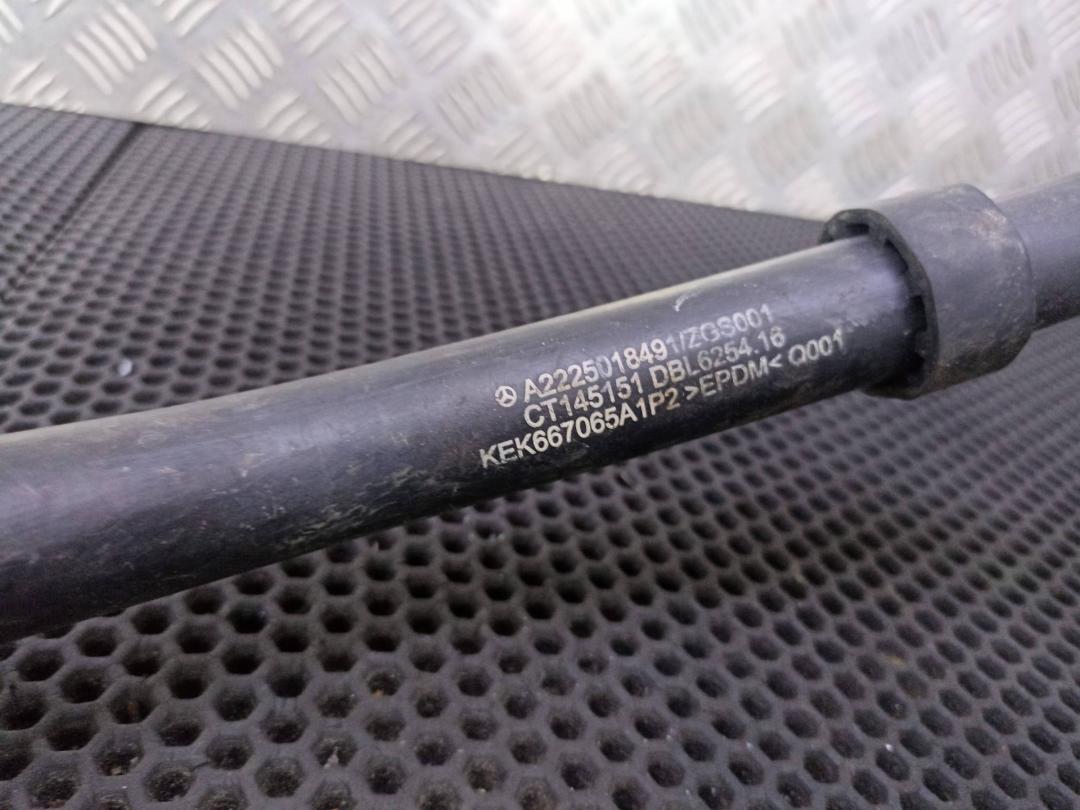 A2225018491/ZGS001
CT145151 DBL6254.16
KEK667065A1P2 >EPDM< Q001